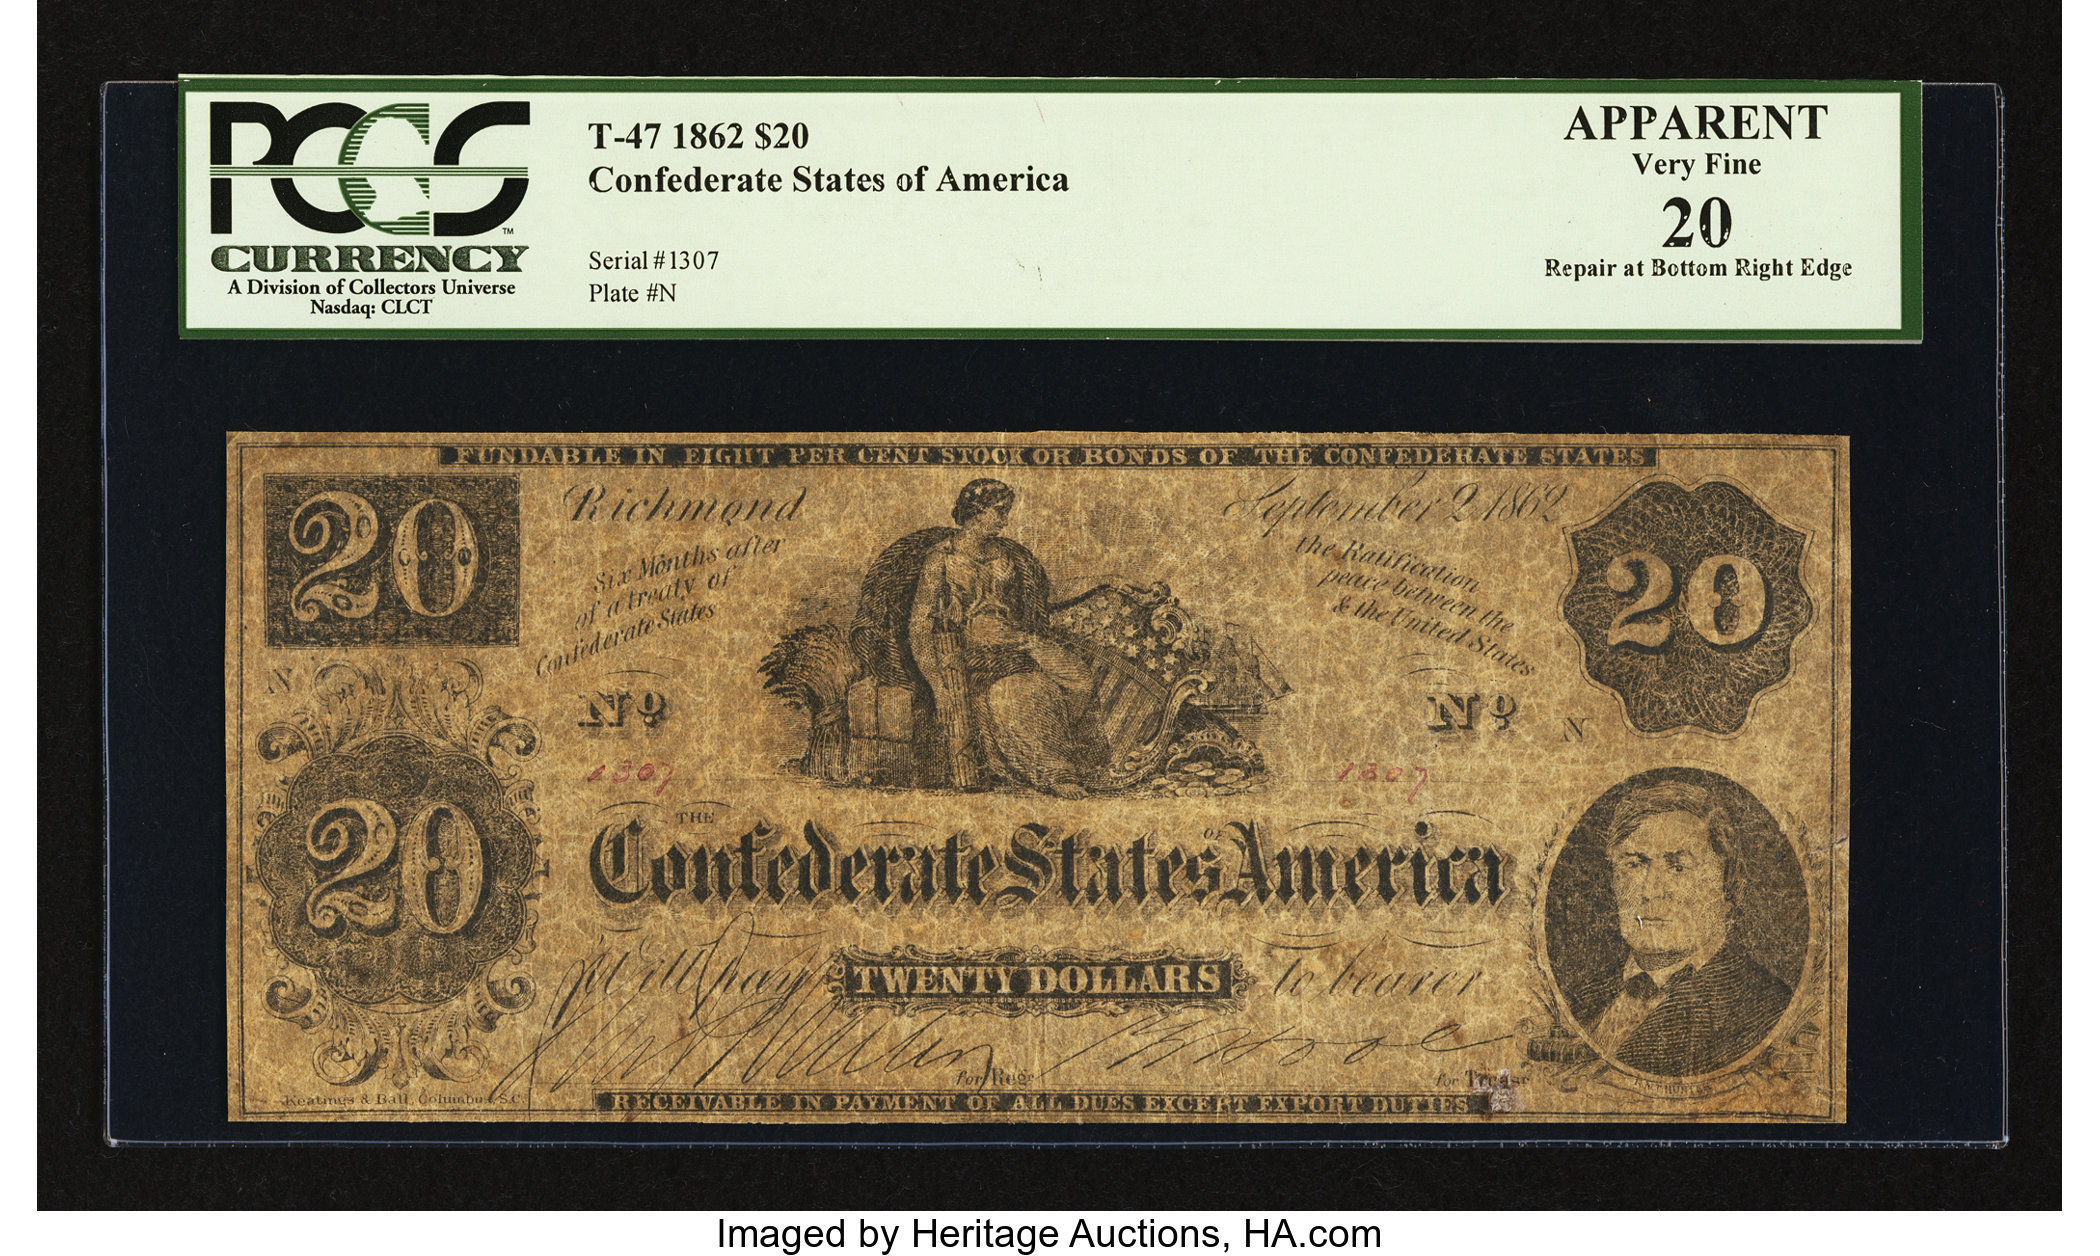 PCGS
TM
CURRENCY
A Division of Collectors Universe
Nasdaq: CLCT
T-47 1862 $20
Confederate States of America
Serial #1307
Plate #N
APPARENT
Very Fine
20
Repair at Bottom Right Edge
FUNDABLE IN EIGHT PER CENT STOCK OR BONDS OF THE CONFEDERATE STATES
20
Richmond
September 2, 1862
20
Six Months after
of a treaty of
Confederate States
the Ratification
peace between the
& the United States
N
No
No
N
1307
1307
20
THE
Confederate States OF America
Will pay
TWENTY DOLLARS
to bearer
for Regr
for Treasr
Keatinge & Ball, Columbia, S.C.
RECEIVABLE IN PAYMENT OF ALL DUES EXCEPT EXPORT DUTIES
Imaged by Heritage Auctions, HA.com